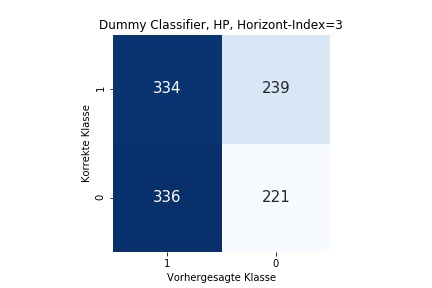 Dummy Classifier, HP, Horizont-Index=3
1
334
239
Korrekte Klasse
0
336
221
1
0
Vorhergesagte Klasse